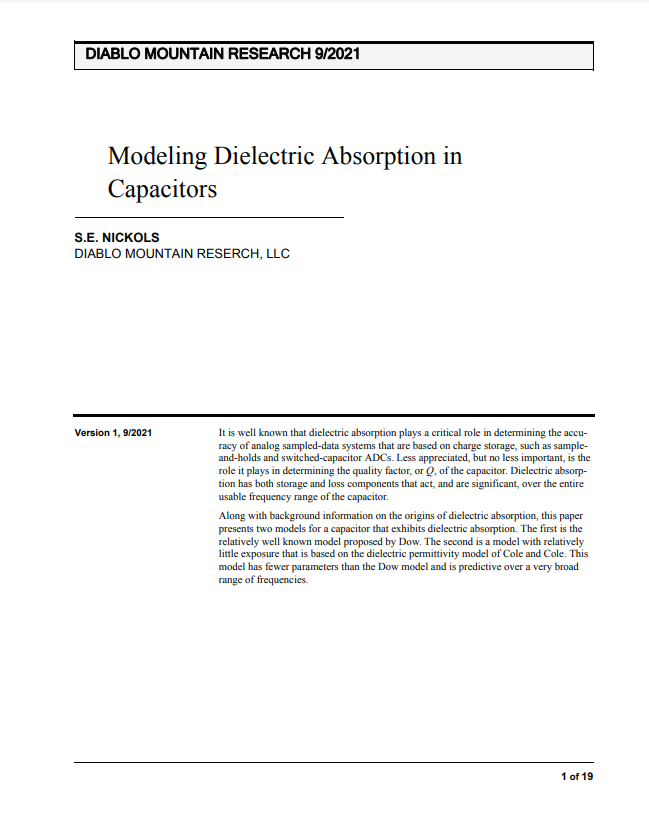 DIABLO MOUNTAIN RESEARCH 9/2021
Modeling Dielectric Absorption in
Capacitors
S.E. NICKOLS
DIABLO MOUNTAIN RESERCH, LLC
Version 1, 9/2021
It is well known that dielectric absorption plays a critical role in determining the accu-
racy of analog sampled-data systems that are based on charge storage, such as sample-
and-holds and switched-capacitor ADCs. Less appreciated, but no less important, is the
role it plays in determining the quality factor, or Q, of the capacitor. Dielectric absorp-
tion has both storage and loss components that act, and are significant, over the entire
usable frequency range of the capacitor.
Along with background information on the origins of dielectric absorption, this paper
presents two models for a capacitor that exhibits dielectric absorption. The first is the
relatively well known model proposed by Dow. The second is a model with relatively
little exposure that is based on the dielectric permittivity model of Cole and Cole. This
model has fewer parameters than the Dow model and is predictive over a very broad
range of frequencies.
1 of 19